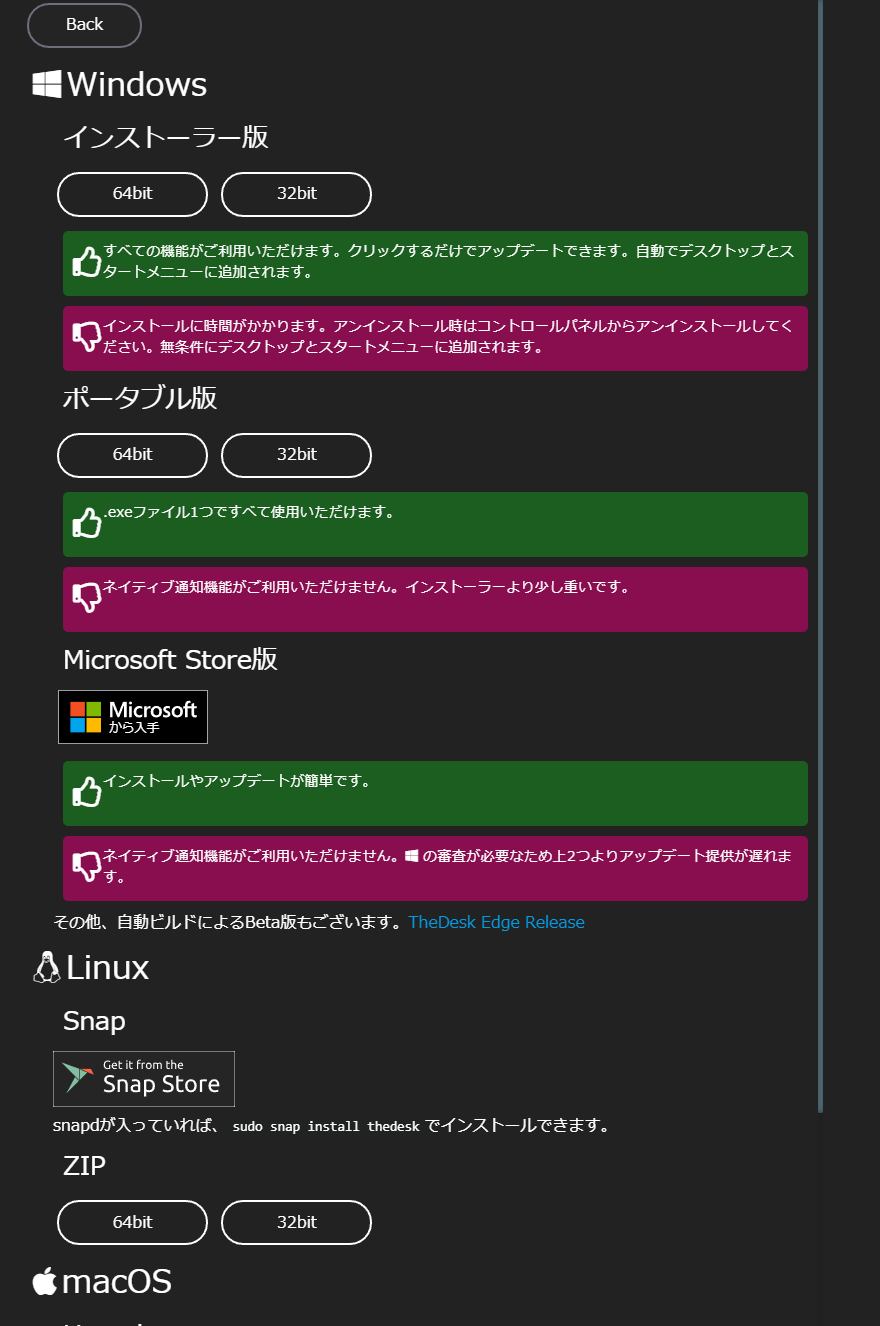 Back
Windows
インストーラー版
64bit 32bit
すべての機能がご利用いただけます。クリックするだけでアップデートできます。自動でデスクトップとス
タートメニューに追加されます。
インストールに時間がかかります。アンインストール時はコントロールパネルからアンインストールしてく
ださい。無条件にデスクトップとスタートメニューに追加されます。
ポータブル版
64bit 32bit
.exeファイル1つですべて使用いただけます。
ネイティブ通知機能がご利用いただけません。インストーラーより少し重いです。
Microsoft Store版
Microsoft
から入手
インストールやアップデートが簡単です。
ネイティブ通知機能がご利用いただけません。 の審査が必要なため上2つよりアップデート提供が遅れま
す。
その他、自動ビルドによるBeta版もございます。TheDesk Edge Release
Linux
Snap
Get it from the
Snap Store
snapdが入っていれば、 sudo snap install thedesk でインストールできます。
ZIP
64bit 32bit
macOS